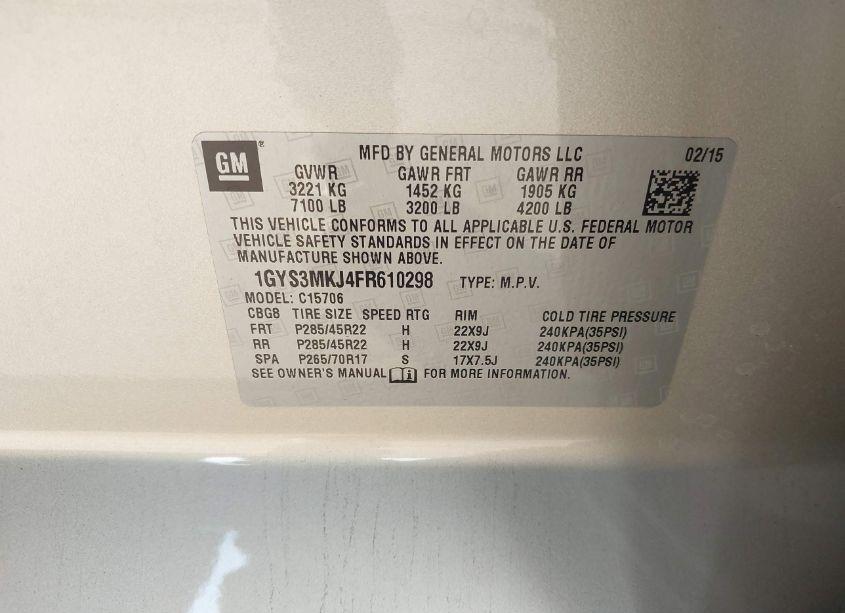 GM ®
MFD BY GENERAL MOTORS LLC 02/15
GVWR GAWR FRT GAWR RR
3221 KG 1452 KG 1905 KG
7100 LB 3200 LB 4200 LB
THIS VEHICLE CONFORMS TO ALL APPLICABLE U.S. FEDERAL MOTOR
VEHICLE SAFETY STANDARDS IN EFFECT ON THE DATE OF
MANUFACTURE SHOWN ABOVE.
1GYS3MKJ4FR610298 TYPE: M.P.V.
MODEL: C15706
CBG8 TIRE SIZE SPEED RTG RIM COLD TIRE PRESSURE
FRT P285/45R22 H 22X9J 240KPA(35PSI)
RR P285/45R22 H 22X9J 240KPA(35PSI)
SPA P265/70R17 S 17X7.5J 240KPA(35PSI)
SEE OWNER'S MANUAL FOR MORE INFORMATION.